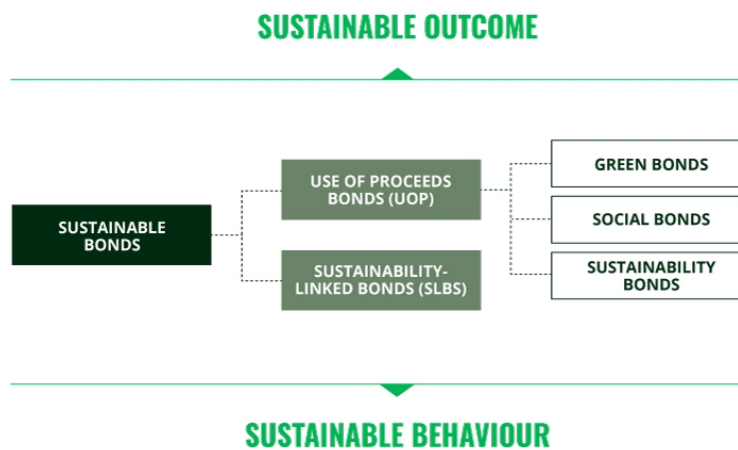 SUSTAINABLE OUTCOME
SUSTAINABLE
BONDS
USE OF PROCEEDS
BONDS (UOP)
SUSTAINABILITY-
LINKED BONDS (SLBS)
GREEN BONDS
SOCIAL BONDS
SUSTAINABILITY
BONDS
SUSTAINABLE BEHAVIOUR